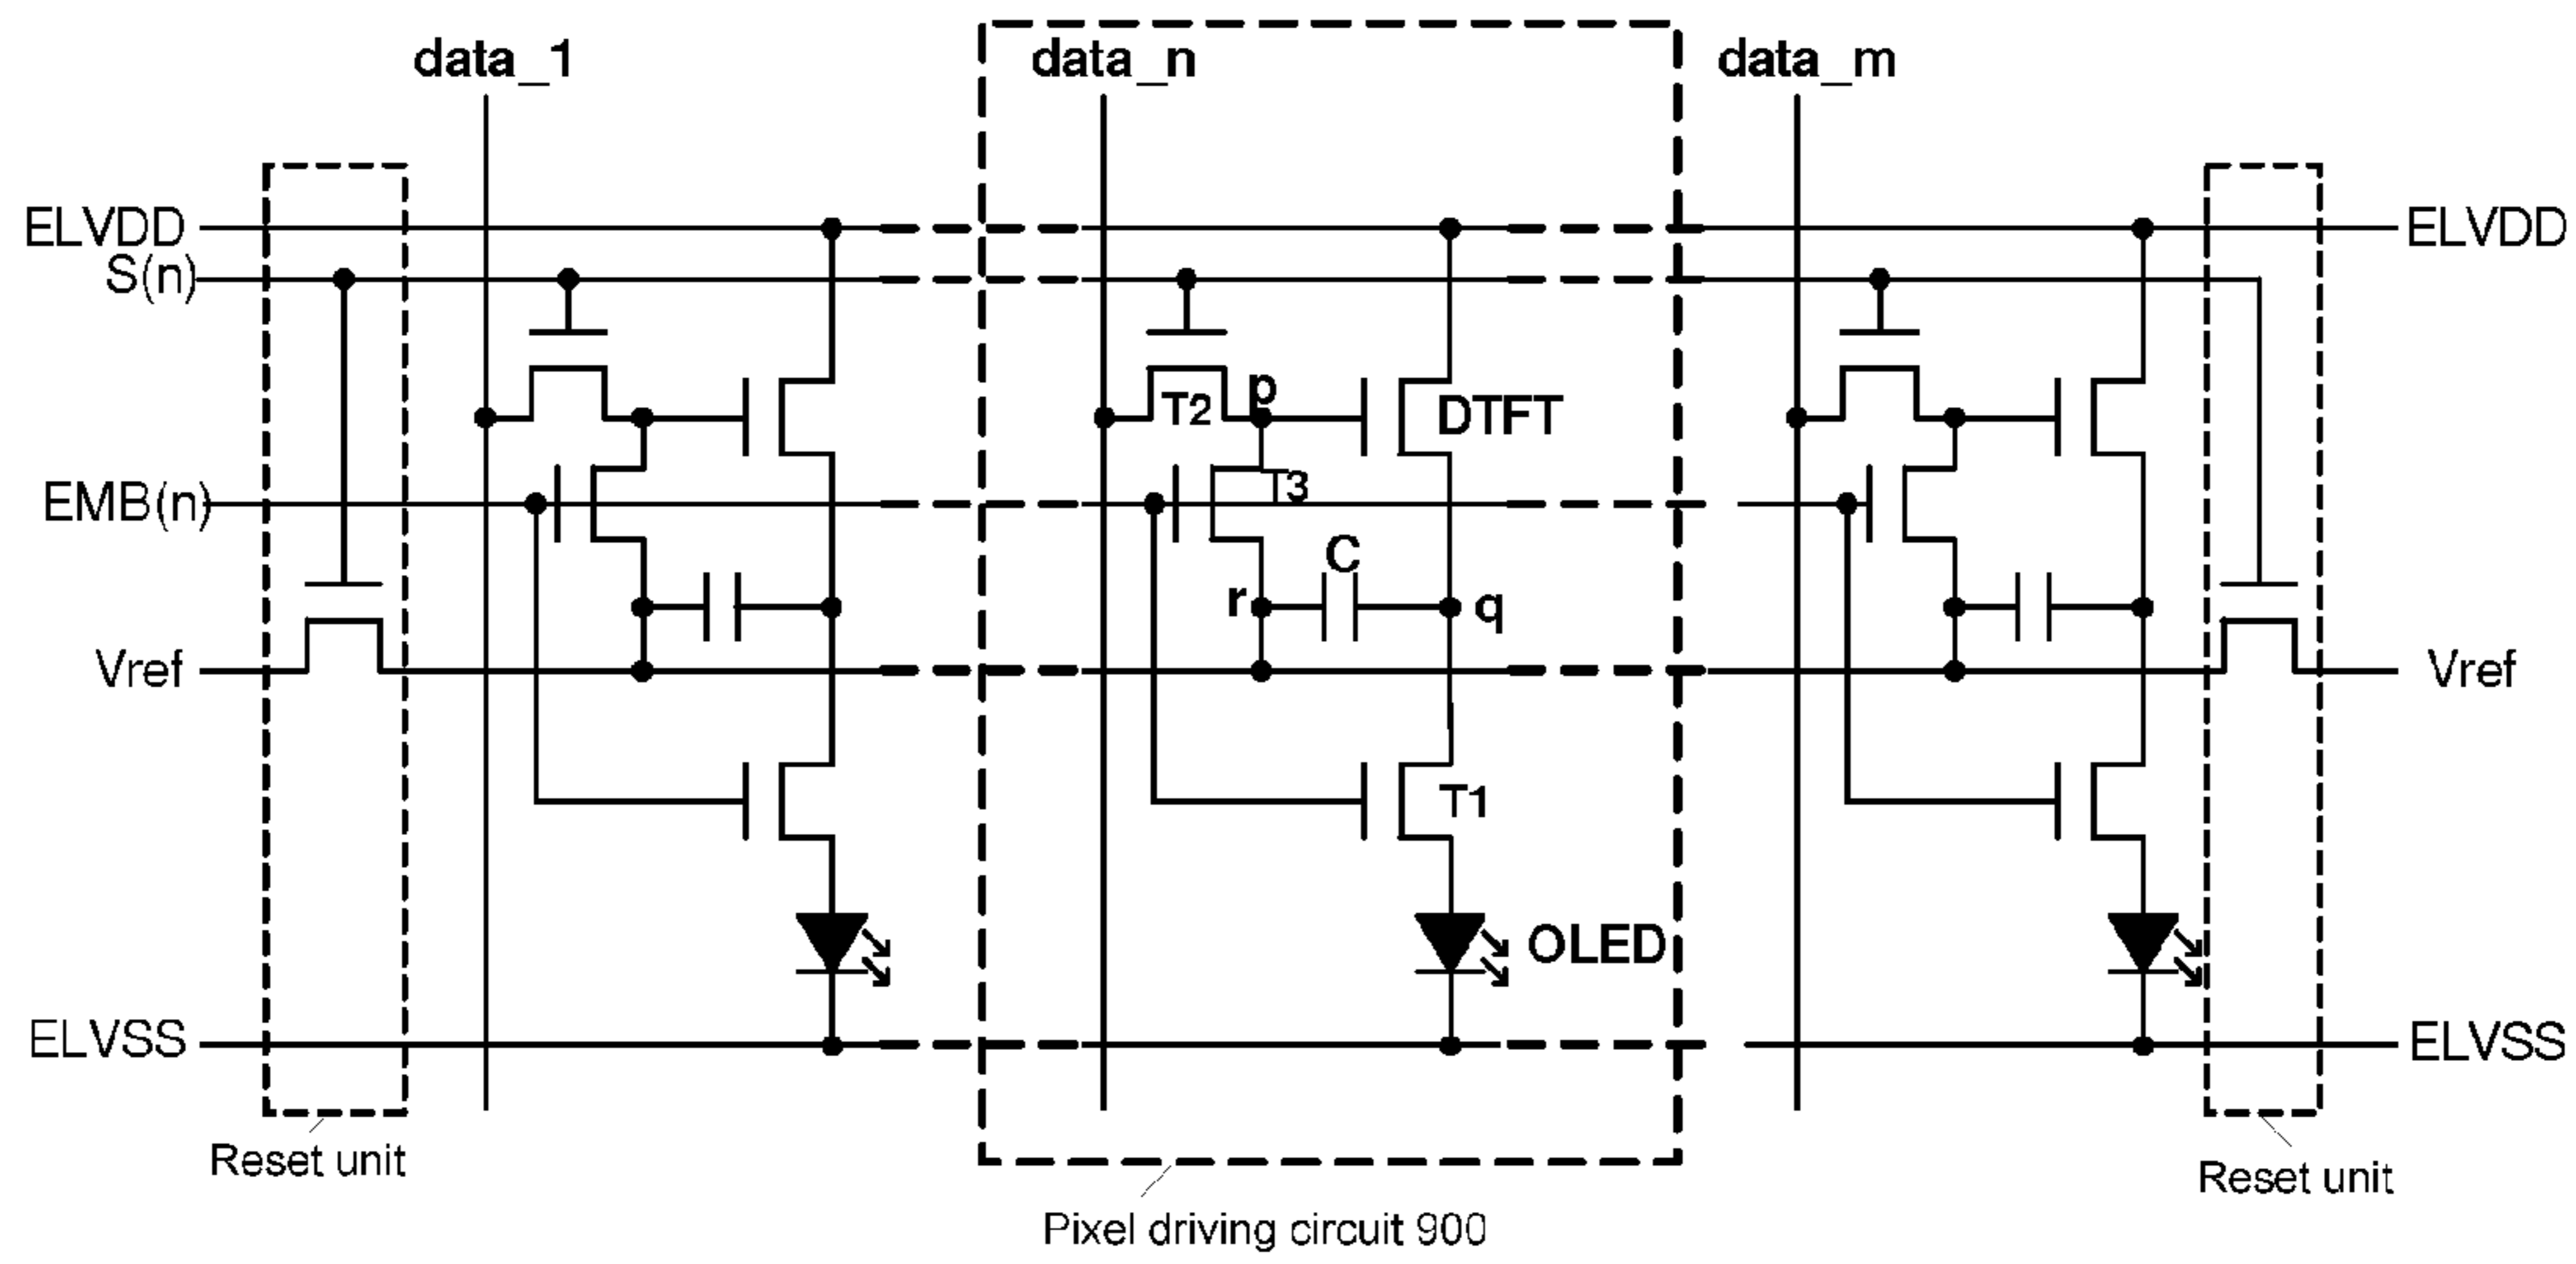 data_1
data_n
data_m
ELVDD
ELVDD
S(n)
p
T2
DTFT
EMB(n)
T3
C
r
q
Vref
Vref
T1
OLED
ELVSS
ELVSS
Reset unit
Reset unit
Pixel driving circuit 900